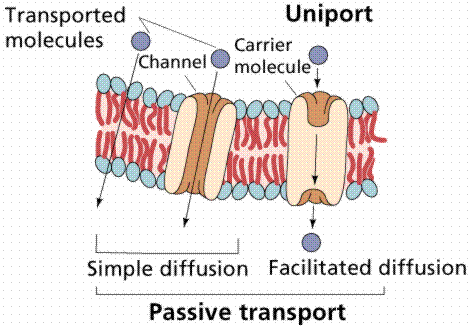 Transported
molecules
Uniport
Channel
Carrier
molecule
Simple diffusion
Facilitated diffusion
Passive transport